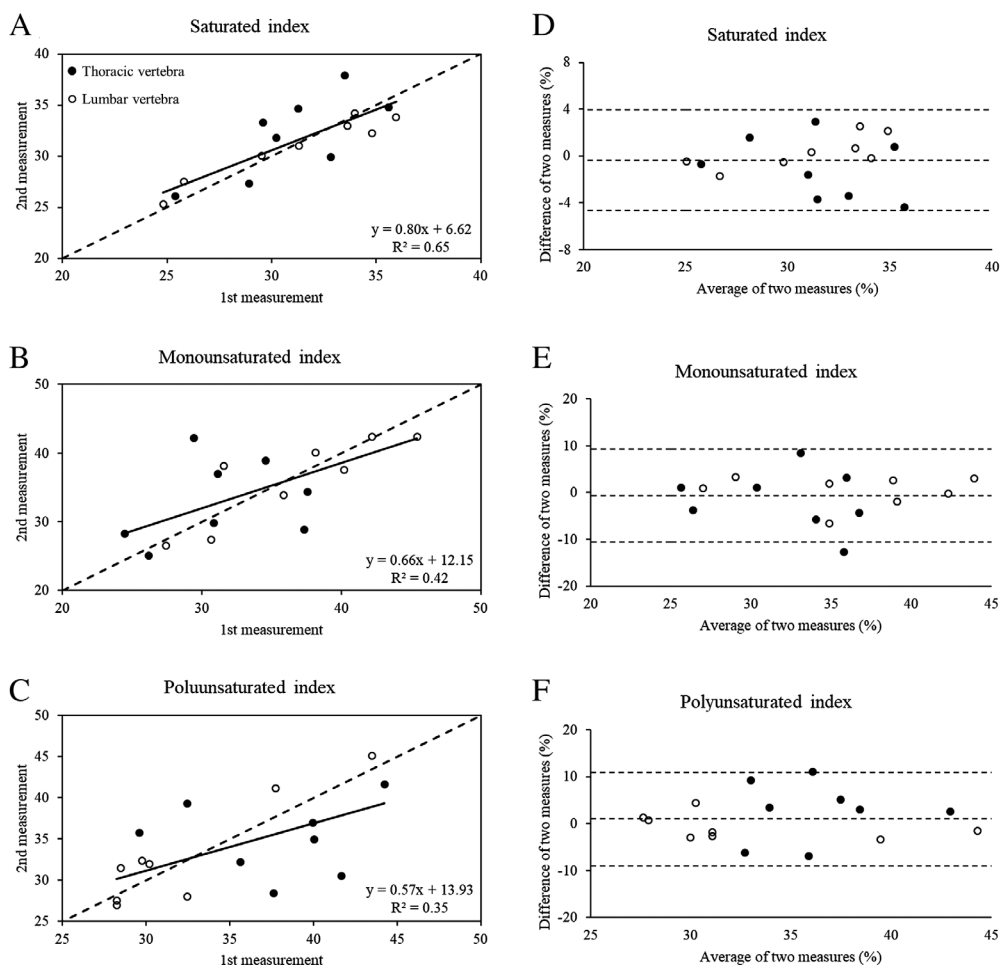 A
Saturated index
40
35
30
25
20
2nd measurement
Thoracic vertebra
Lumbar vertebra
y = 0.80x + 6.62
R² = 0.65
20 25 30 35 40
1st measurement
D
Saturated index
8
4
0
-4
-8
Difference of two measures (%)
20 25 30 35 40
Average of two measures (%)
B
Monounsaturated index
50
40
30
20
2nd measurement
y = 0.66x + 12.15
R² = 0.42
20 30 40 50
1st measurement
E
Monounsaturated index
20
10
0
-10
-20
Difference of two measures (%)
20 25 30 35 40 45
Average of two measures (%)
C
Poluunsaturated index
50
45
40
35
30
25
2nd measurement
y = 0.57x + 13.93
R² = 0.35
25 30 35 40 45 50
1st measurement
F
Polyunsaturated index
20
10
0
-10
-20
Difference of two measures (%)
25 30 35 40 45
Average of two measures (%)